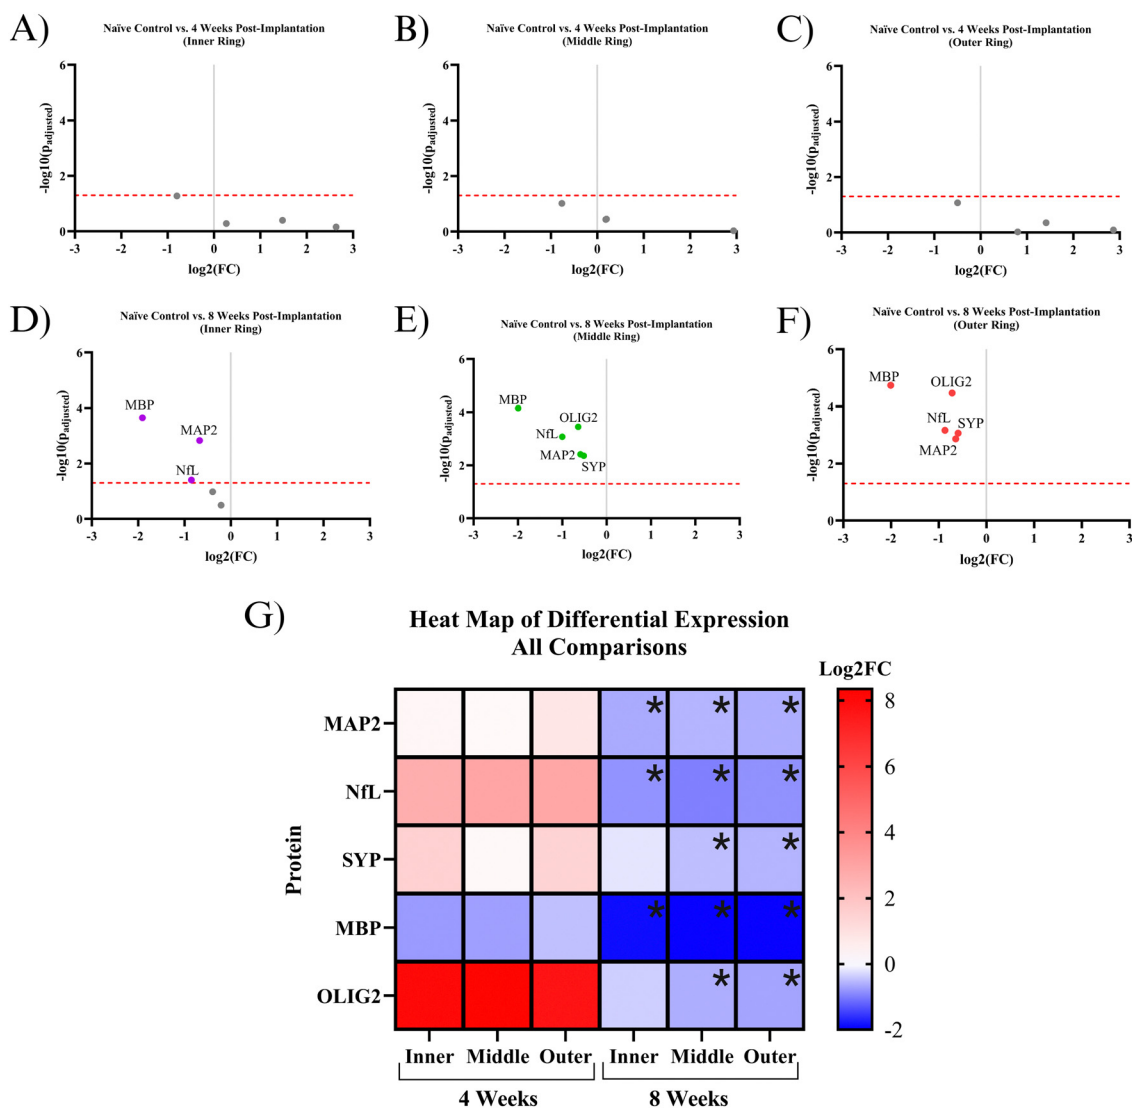 A)
Naïve Control vs. 4 Weeks Post-Implantation
(Inner Ring)
6
4
2
0
-log10(padjusted)
-3 -2 -1 0 1 2 3
log2(FC)
B)
Naïve Control vs. 4 Weeks Post-Implantation
(Middle Ring)
6
4
2
0
-log10(padjusted)
-3 -2 -1 0 1 2 3
log2(FC)
C)
Naïve Control vs. 4 Weeks Post-Implantation
(Outer Ring)
6
4
2
0
-log10(padjusted)
-3 -2 -1 0 1 2 3
log2(FC)
D)
Naïve Control vs. 8 Weeks Post-Implantation
(Inner Ring)
6
4
2
0
-log10(padjusted)
MBP
MAP2
NfL
-3 -2 -1 0 1 2 3
log2(FC)
E)
Naïve Control vs. 8 Weeks Post-Implantation
(Middle Ring)
6
4
2
0
-log10(padjusted)
MBP
OLIG2
NfL
MAP2
SYP
-3 -2 -1 0 1 2 3
log2(FC)
F)
Naïve Control vs. 8 Weeks Post-Implantation
(Outer Ring)
6
4
2
0
-log10(padjusted)
MBP
OLIG2
NfL
SYP
MAP2
-3 -2 -1 0 1 2 3
log2(FC)
G)
Heat Map of Differential Expression
All Comparisons
Log2FC
8
6
4
2
0
-2
Protein
MAP2 * * *
NfL * * *
SYP * *
MBP * * *
OLIG2 * *
Inner Middle Outer Inner Middle Outer
4 Weeks 8 Weeks